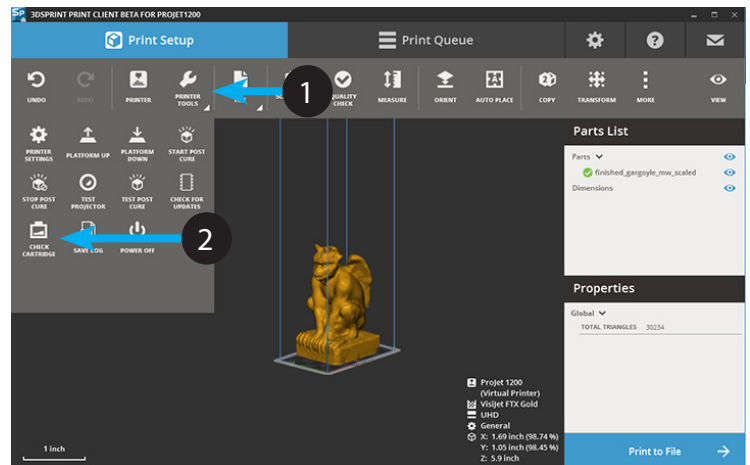 3DSPRINT PRINT CLIENT BETA FOR PROJET1200
Print Setup
Print Queue
UNDO
REDO
PRINTER
PRINTER
TOOLS
1
QUALITY
CHECK
MEASURE
ORIENT
AUTO PLACE
COPY
TRANSFORM
MORE
VIEW
PRINTER
SETTINGS
PLATFORM UP
PLATFORM
DOWN
START POST
CURE
STOP POST
CURE
TEST
PROJECTOR
TEST POST
CURE
CHECK FOR
UPDATES
CHECK
CARTRIDGE
SAVE LOG
POWER OFF
2
Parts List
Parts
finished_gargoyle_mw_scaled
Dimensions
Properties
Global
TOTAL TRIANGLES 30234
ProJet 1200
(Virtual Printer)
VisiJet FTX Gold
UHD
General
X: 1.69 inch (98.74 %)
Y: 1.05 inch (98.45 %)
Z: 5.9 inch
1 inch
Print to File